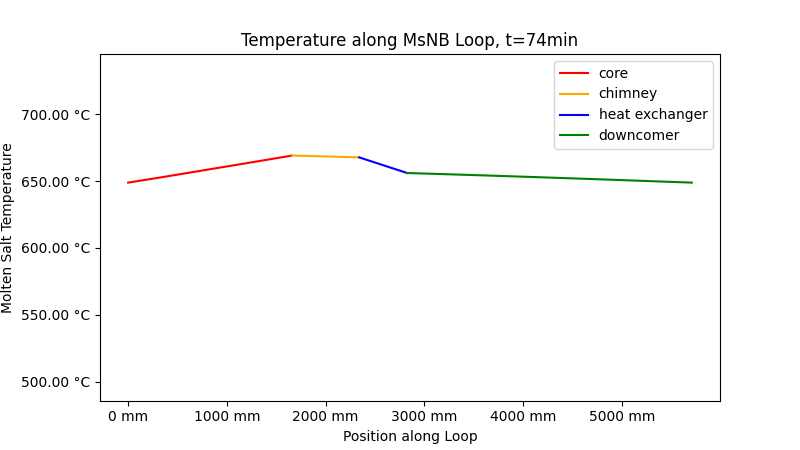 Temperature along MsNB Loop, t=74min
core
chimney
heat exchanger
downcomer
700.00 °C
650.00 °C
600.00 °C
550.00 °C
500.00 °C
Molten Salt Temperature
0 mm 1000 mm 2000 mm 3000 mm 4000 mm 5000 mm
Position along Loop